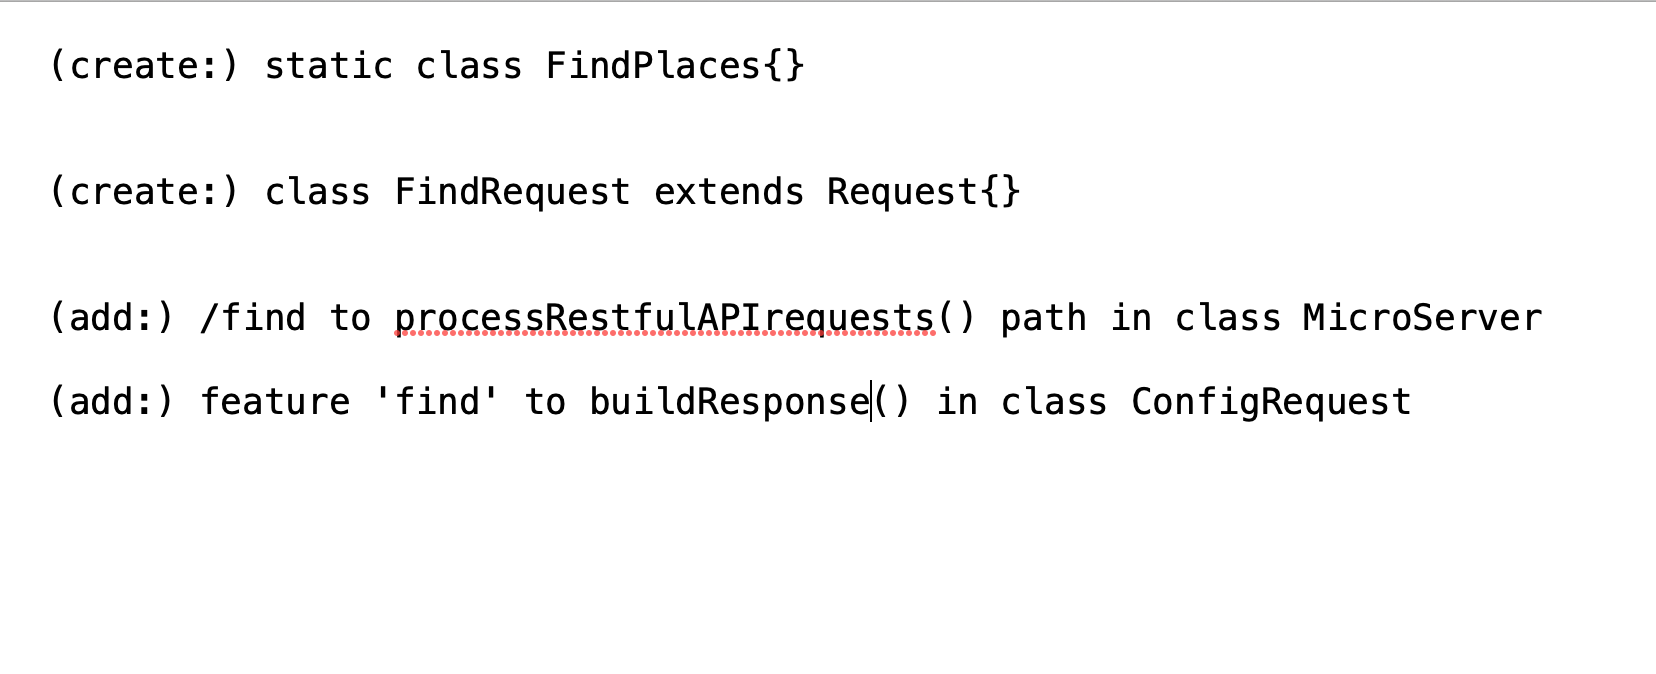 (create:) static class FindPlaces{}
(create:) class FindRequest extends Request{}
(add:) /find to processRestfulAPIrequests() path in class MicroServer
(add:) feature 'find' to buildResponse() in class ConfigRequest